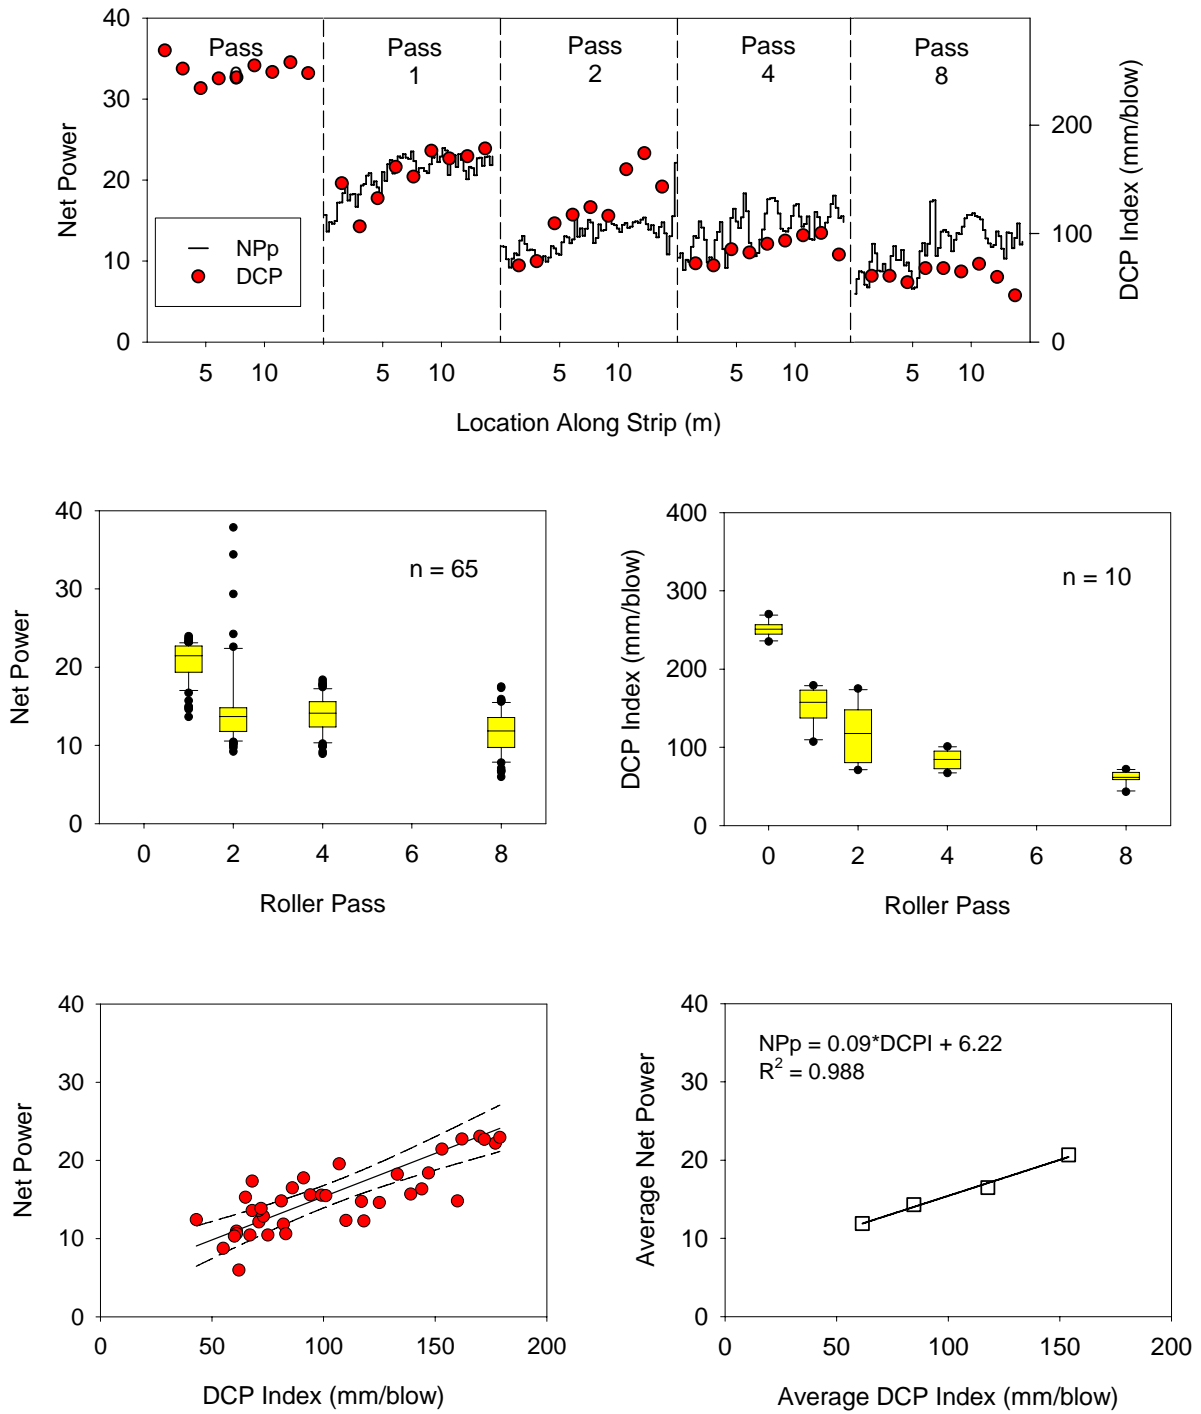 40
30
20
10
0
Net Power
Pass
Pass
1
Pass
2
Pass
4
Pass
8
NPp
DCP
200
100
0
DCP Index (mm/blow)
5 10 5 10 5 10 5 10 5 10
Location Along Strip (m)
40
30
20
10
0
Net Power
n = 65
0 2 4 6 8
Roller Pass
400
300
200
100
0
DCP Index (mm/blow)
n = 10
0 2 4 6 8
Roller Pass
40
30
20
10
0
Net Power
0 50 100 150 200
DCP Index (mm/blow)
40
30
20
10
0
Average Net Power
NPp = 0.09*DCPI + 6.22
R² = 0.988
0 50 100 150 200
Average DCP Index (mm/blow)